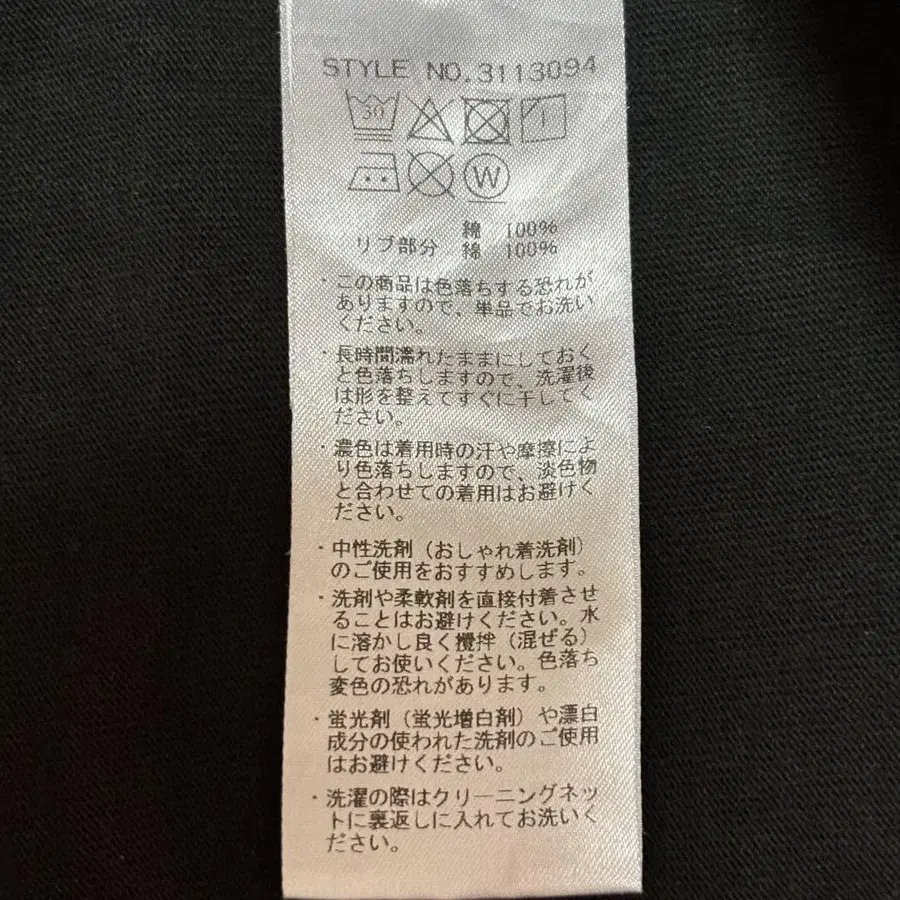 STYLE NO.3113094
30
W
綿 100%
リブ部分 綿 100%
・この商品は色落ちする恐れが
ありますので、単品でお洗い
ください。
・長時間濡れたままにしておく
と色落ちしますので、洗濯後
は形を整えてすぐに干してく
ださい。
・濃色は着用時の汗や摩擦によ
り色落ちしますので、淡色物
と合わせての着用はお避けく
ださい。
・中性洗剤（おしゃれ着洗剤）
のご使用をおすすめします。
・洗剤や柔軟剤を直接付着させ
ることはお避けください。水
に溶かし良く攪拌（混ぜる）
してお使いください。色落ち
変色の恐れがあります。
・蛍光剤（蛍光増白剤）や漂白
成分の使われた洗剤のご使用
はお避けください。
・洗濯の際はクリーニングネッ
トに裏返しに入れてお洗いく
ださい。